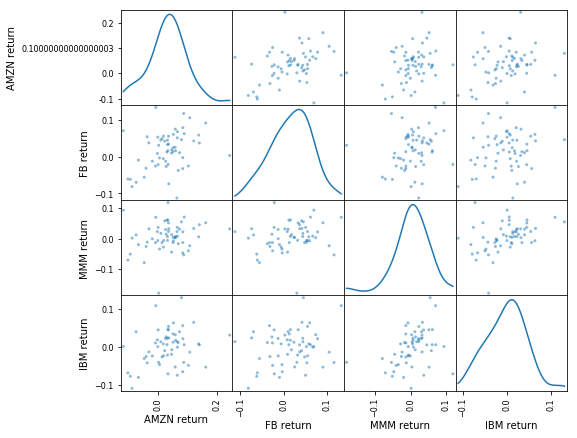 AMZN return
0.2
0.10000000000000003
0.0
-0.1
FB return
0.1
0.0
-0.1
MMM return
0.1
0.0
-0.1
IBM return
0.1
0.0
-0.1
0.0 0.2 -0.1 0.0 0.1 -0.1 0.0 0.1 -0.1 0.0 0.1
AMZN return FB return MMM return IBM return